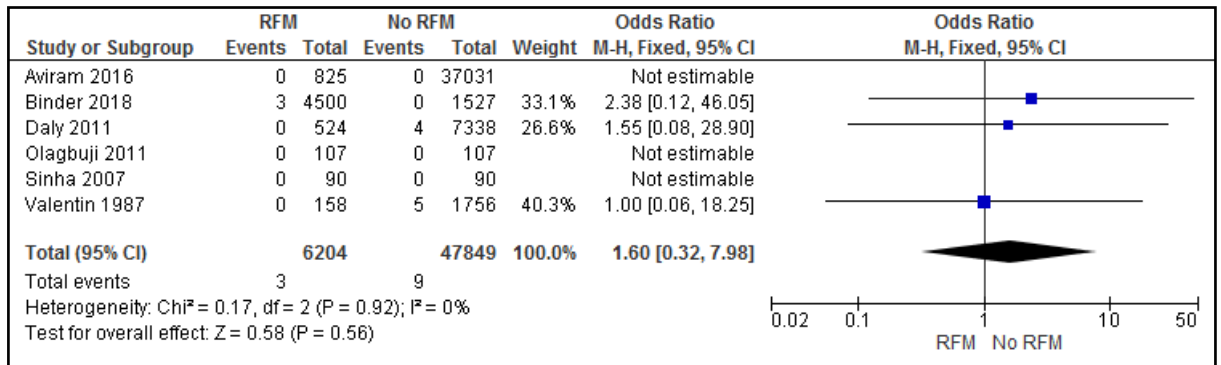 RFM No RFM Odds Ratio Odds Ratio
Study or Subgroup Events Total Events Total Weight M-H, Fixed, 95% CI M-H, Fixed, 95% CI
Aviram 2016 0 825 0 37031 Not estimable
Binder 2018 3 4500 0 1527 33.1% 2.38 [0.12, 46.05]
Daly 2011 0 524 4 7338 26.6% 1.55 [0.08, 28.90]
Olagbuji 2011 0 107 0 107 Not estimable
Sinha 2007 0 90 0 90 Not estimable
Valentin 1987 0 158 5 1756 40.3% 1.00 [0.06, 18.25]
Total (95% CI) 6204 47849 100.0% 1.60 [0.32, 7.98]
Total events 3 9
Heterogeneity: Chi² = 0.17, df = 2 (P = 0.92); I² = 0%
Test for overall effect: Z = 0.58 (P = 0.56)
0.02 0.1 1 10 50
RFM No RFM